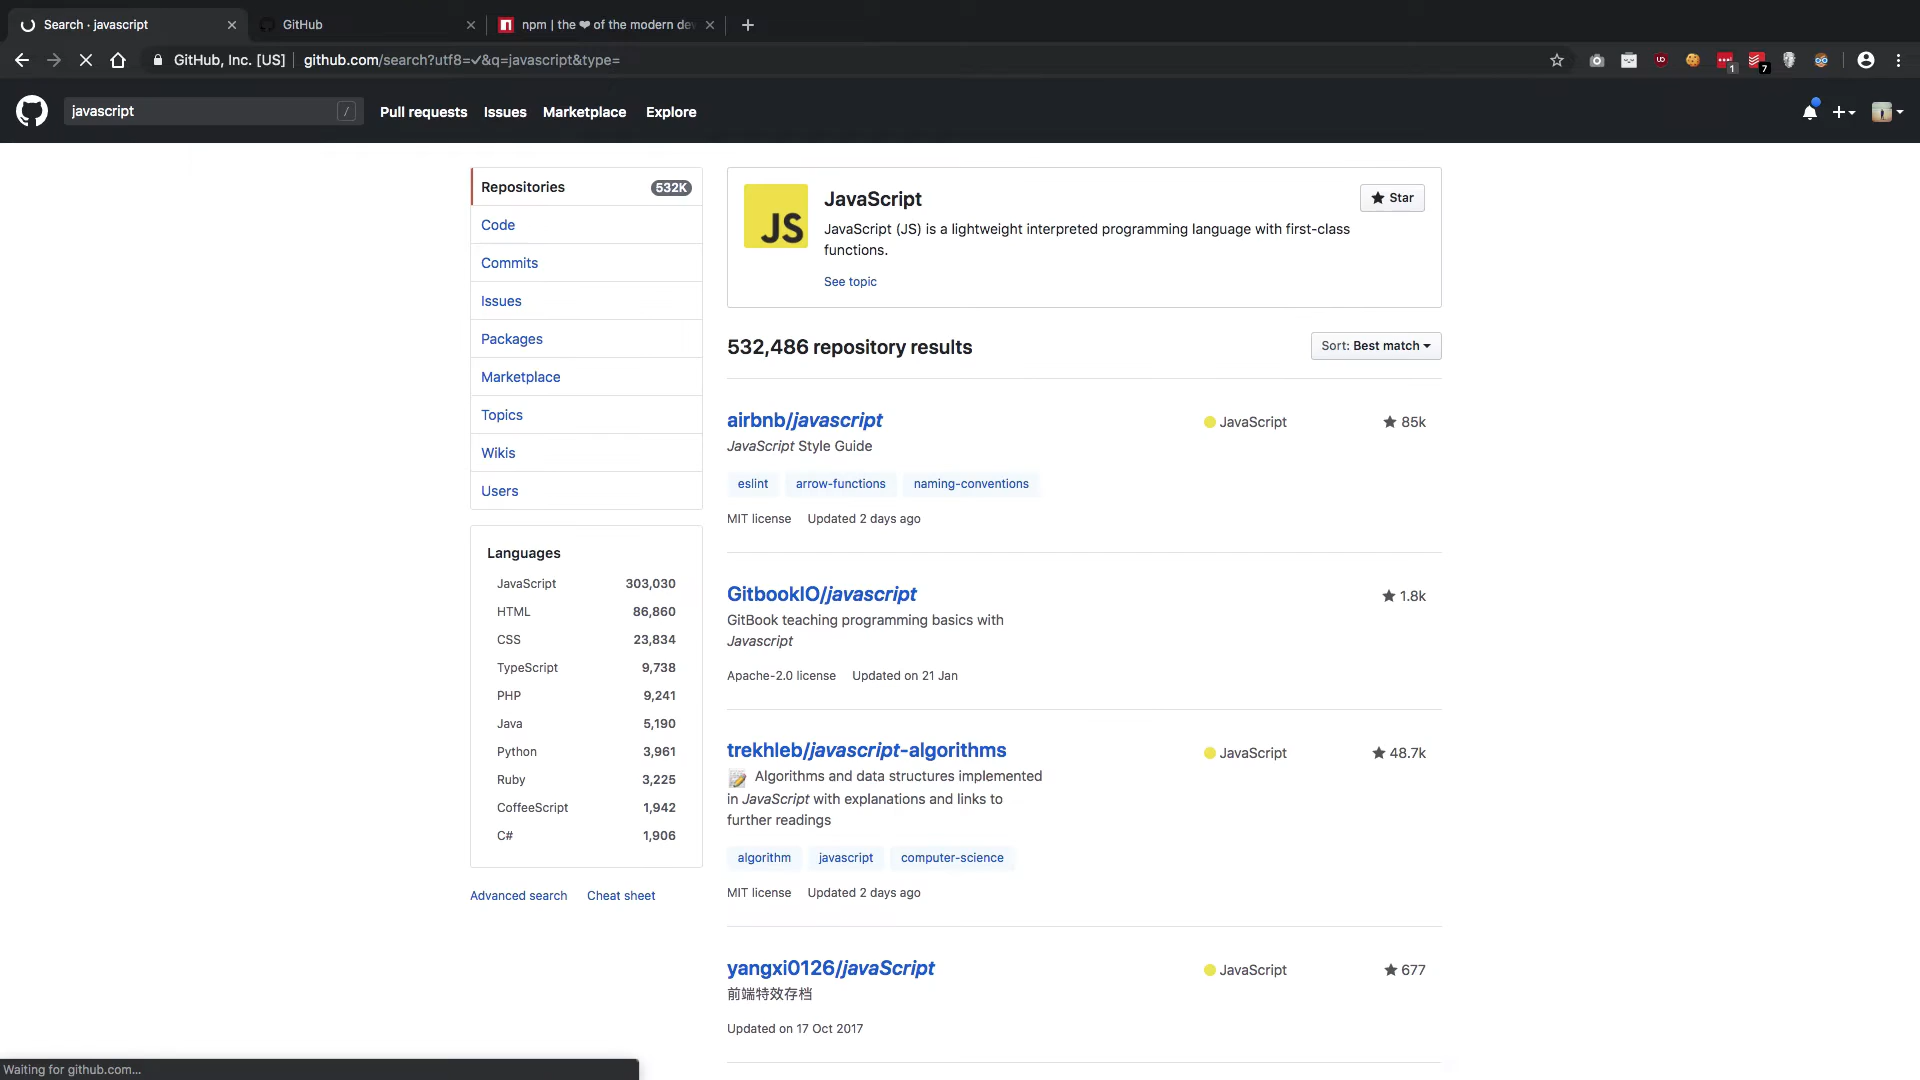 Search · javascript
GitHub
npm | the ❤ of the modern dev
GitHub, Inc. [US] | github.com/search?utf8=✓&q=javascript&type=
1
7
javascript /
Pull requests Issues Marketplace Explore
Repositories 532K
Code
Commits
Issues
Packages
Marketplace
Topics
Wikis
Users
Languages
JavaScript 303,030
HTML 86,860
CSS 23,834
TypeScript 9,738
PHP 9,241
Java 5,190
Python 3,961
Ruby 3,225
CoffeeScript 1,942
C# 1,906
Advanced search Cheat sheet
JS
JavaScript
Star
JavaScript (JS) is a lightweight interpreted programming language with first-class
functions.
See topic
532,486 repository results
Sort: Best match
airbnb/javascript
JavaScript
85k
JavaScript Style Guide
eslint arrow-functions naming-conventions
MIT license Updated 2 days ago
GitbookIO/javascript
1.8k
GitBook teaching programming basics with
Javascript
Apache-2.0 license Updated on 21 Jan
trekhleb/javascript-algorithms
JavaScript
48.7k
Algorithms and data structures implemented
in JavaScript with explanations and links to
further readings
algorithm javascript computer-science
MIT license Updated 2 days ago
yangxi0126/javaScript
JavaScript
677
前端特效存档
Updated on 17 Oct 2017
Waiting for github.com...